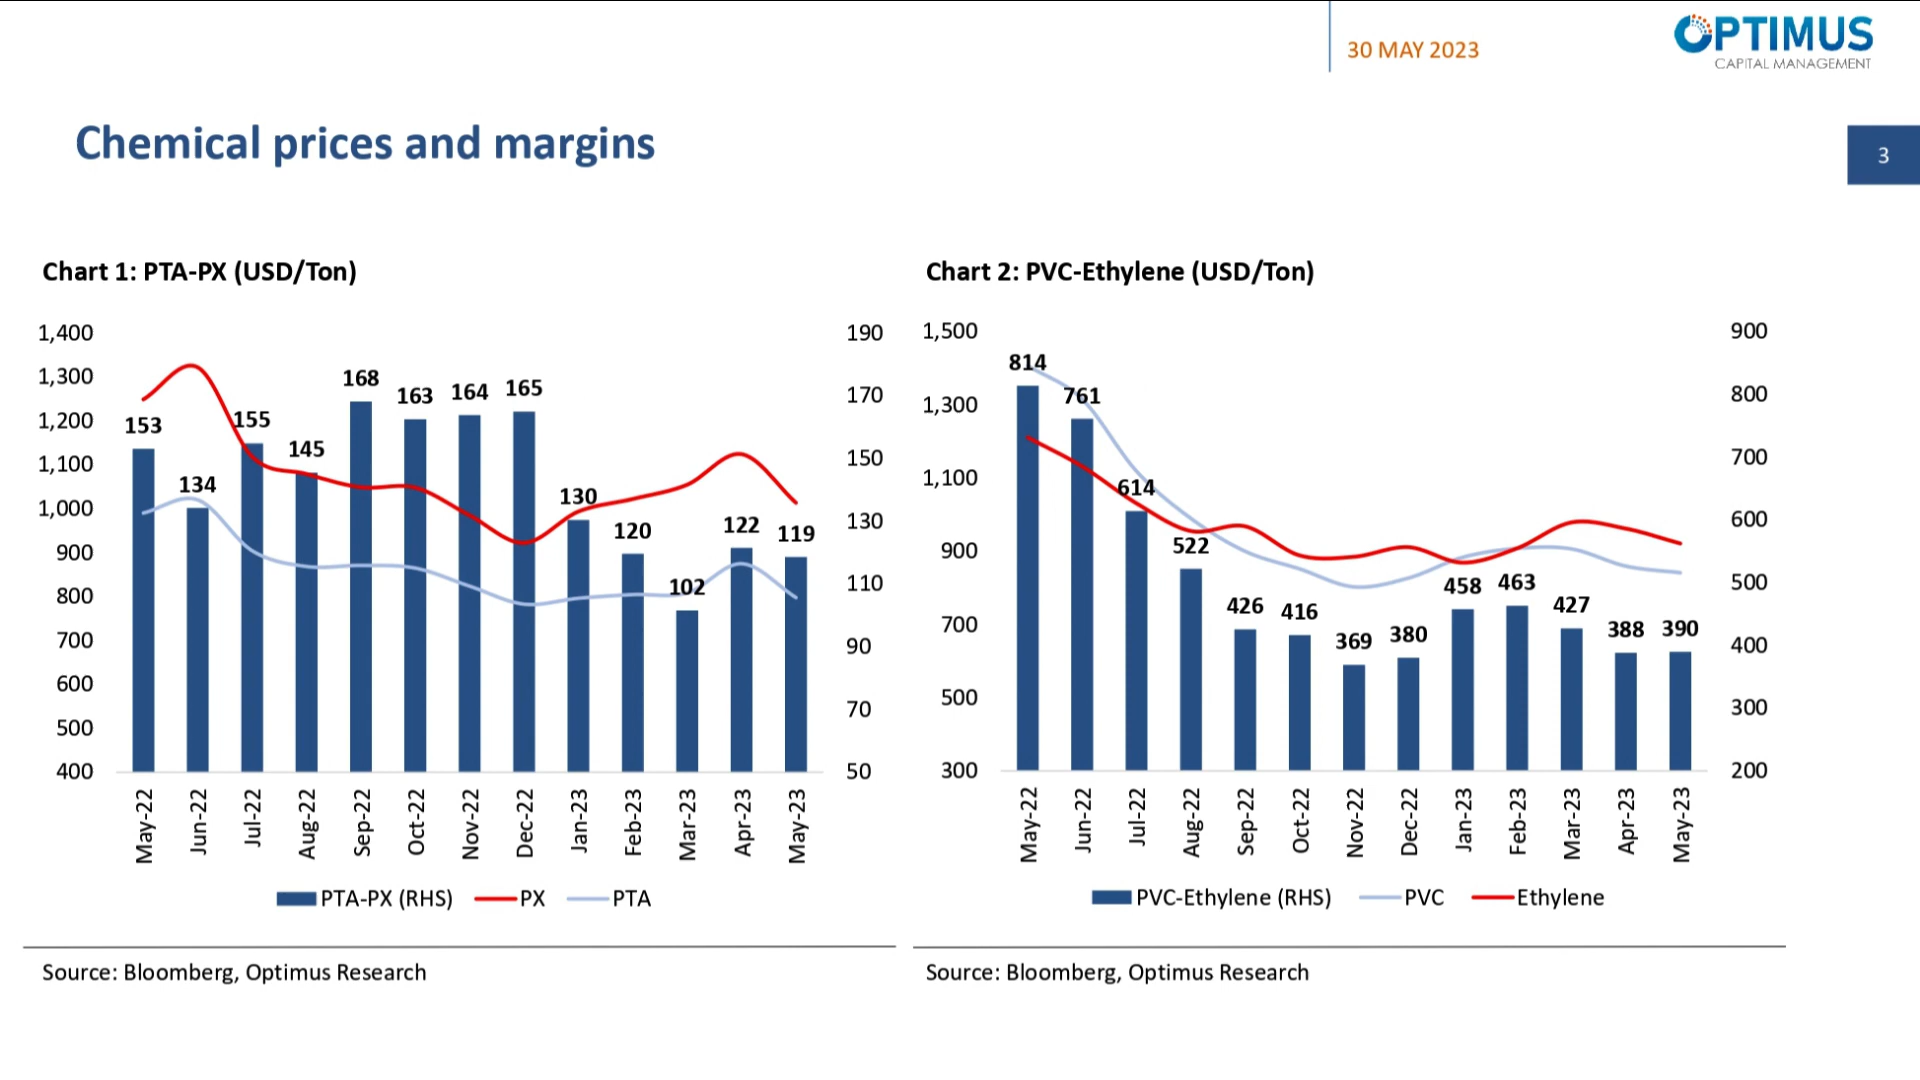 30 MAY 2023
OPTIMUS
CAPITAL MANAGEMENT
Chemical prices and margins
3
Chart 1: PTA-PX (USD/Ton)
1,400
1,300
1,200
1,100
1,000
900
800
700
600
500
400
190
170
150
130
110
90
70
50
153
134
155
145
168
163
164
165
130
120
102
122
119
May-22
Jun-22
Jul-22
Aug-22
Sep-22
Oct-22
Nov-22
Dec-22
Jan-23
Feb-23
Mar-23
Apr-23
May-23
PTA-PX (RHS) PX PTA
Source: Bloomberg, Optimus Research
Chart 2: PVC-Ethylene (USD/Ton)
1,500
1,300
1,100
900
700
500
300
900
800
700
600
500
400
300
200
814
761
614
522
426
416
369
380
458
463
427
388
390
May-22
Jun-22
Jul-22
Aug-22
Sep-22
Oct-22
Nov-22
Dec-22
Jan-23
Feb-23
Mar-23
Apr-23
May-23
PVC-Ethylene (RHS) PVC Ethylene
Source: Bloomberg, Optimus Research